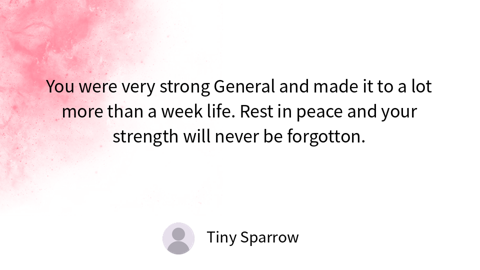 You were very strong General and made it to a lot
more than a week life. Rest in peace and your
strength will never be forgotton.
Tiny Sparrow